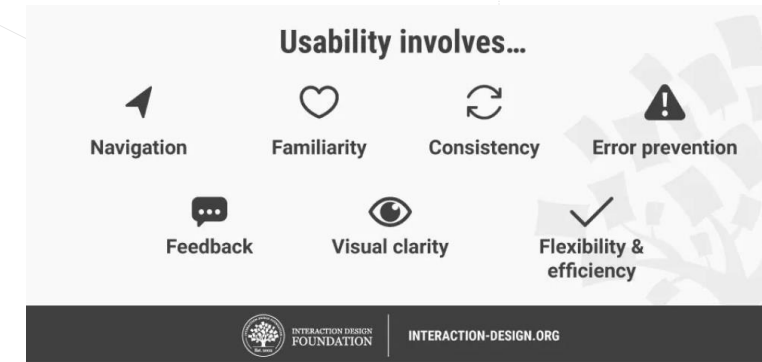 Usability involves...
Navigation
Familiarity
Consistency
Error prevention
Feedback
Visual clarity
Flexibility &
efficiency
INTERACTION DESIGN
FOUNDATION
INTERACTION-DESIGN.ORG